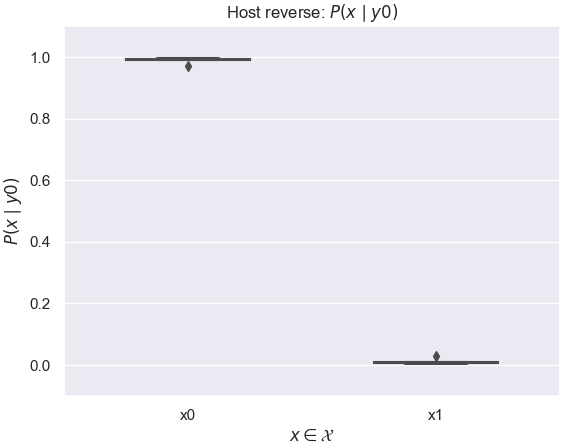 Host reverse: P(x | y0)
P(x | y0)
1.0
0.8
0.6
0.4
0.2
0.0
x0 x1
x ∈ 𝒳